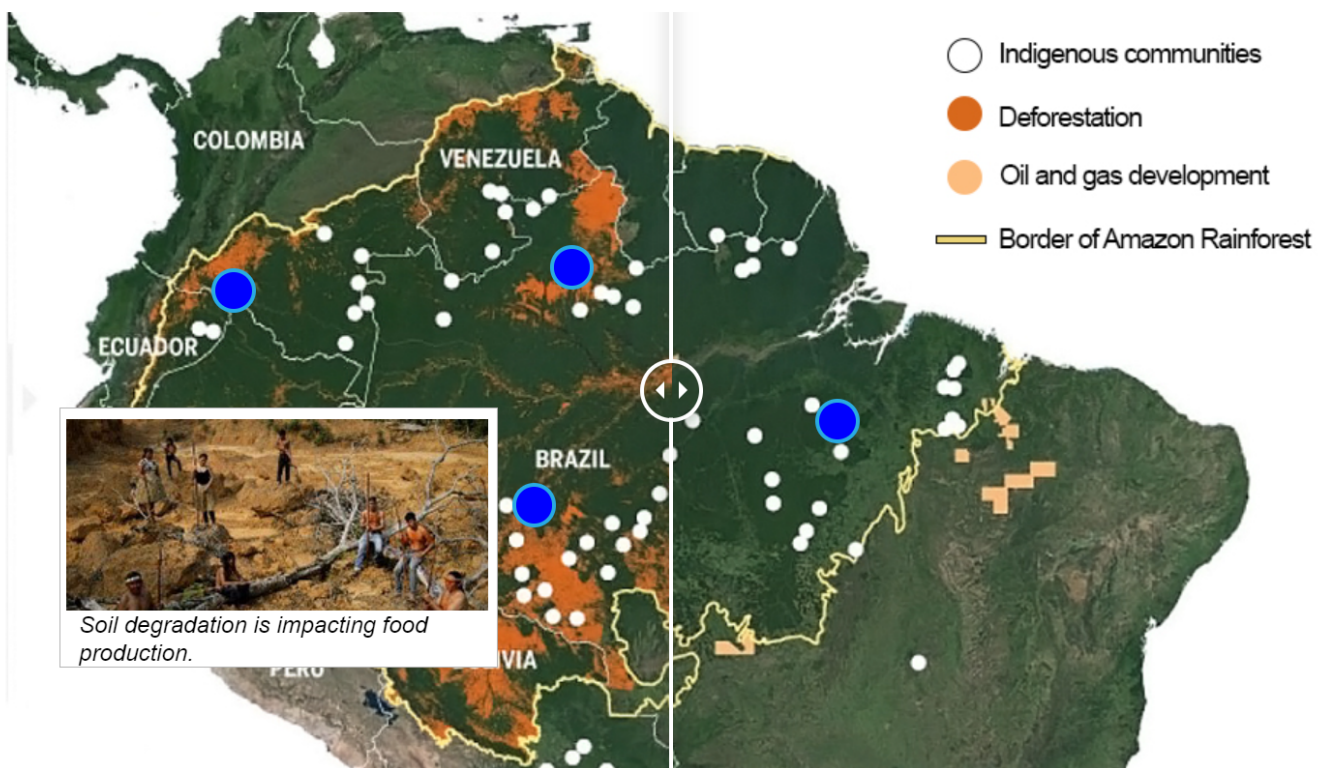 Indigenous communities
Deforestation
Oil and gas development
Border of Amazon Rainforest
COLOMBIA
VENEZUELA
ECUADOR
BRAZIL
Soil degradation is impacting food
production.
VIA
PERU